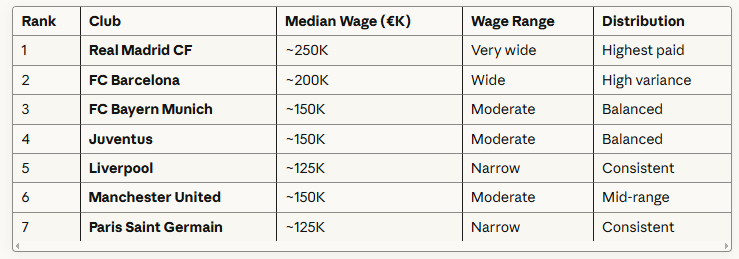 Rank Club Median Wage (€K) Wage Range Distribution
1 Real Madrid CF ~250K Very wide Highest paid
2 FC Barcelona ~200K Wide High variance
3 FC Bayern Munich ~150K Moderate Balanced
4 Juventus ~150K Moderate Balanced
5 Liverpool ~125K Narrow Consistent
6 Manchester United ~150K Moderate Mid-range
7 Paris Saint Germain ~125K Narrow Consistent